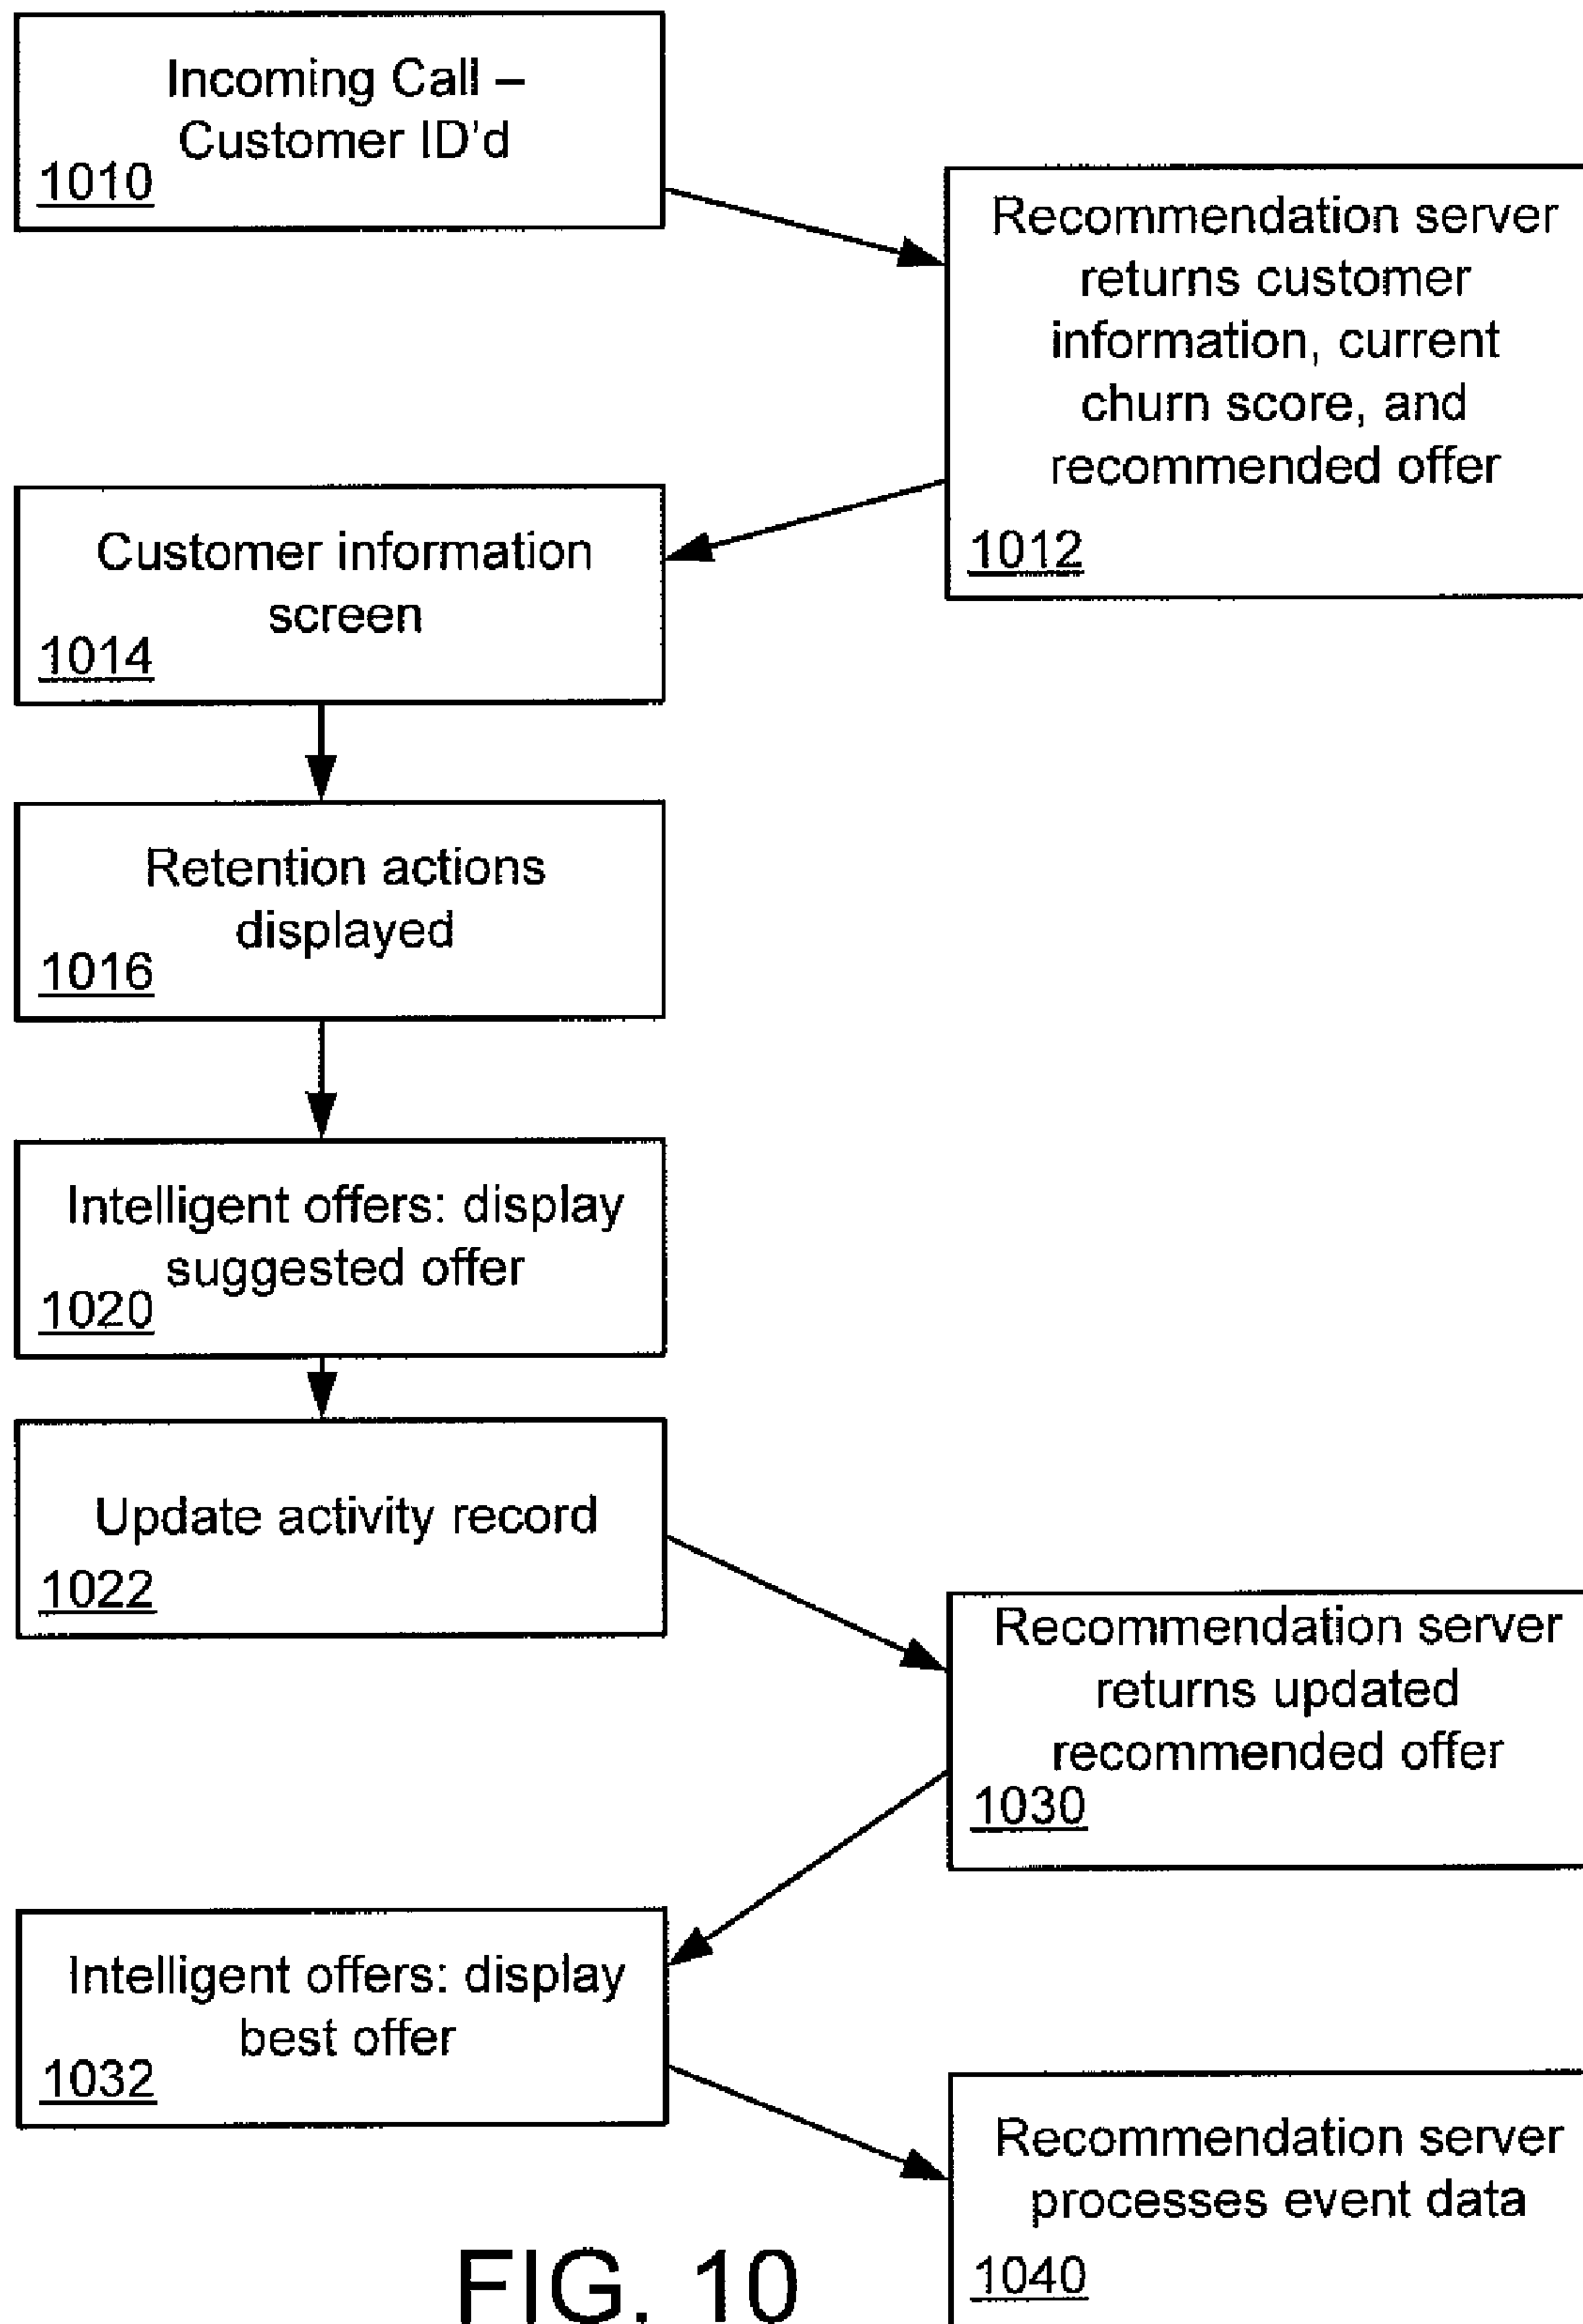 Incoming Call –
Customer ID'd
1010
Recommendation server
returns customer
information, current
churn score, and
recommended offer
1012
Customer information
screen
1014
Retention actions
displayed
1016
Intelligent offers: display
suggested offer
1020
Update activity record
1022
Recommendation server
returns updated
recommended offer
1030
Intelligent offers: display
best offer
1032
Recommendation server
processes event data
1040
FIG. 10